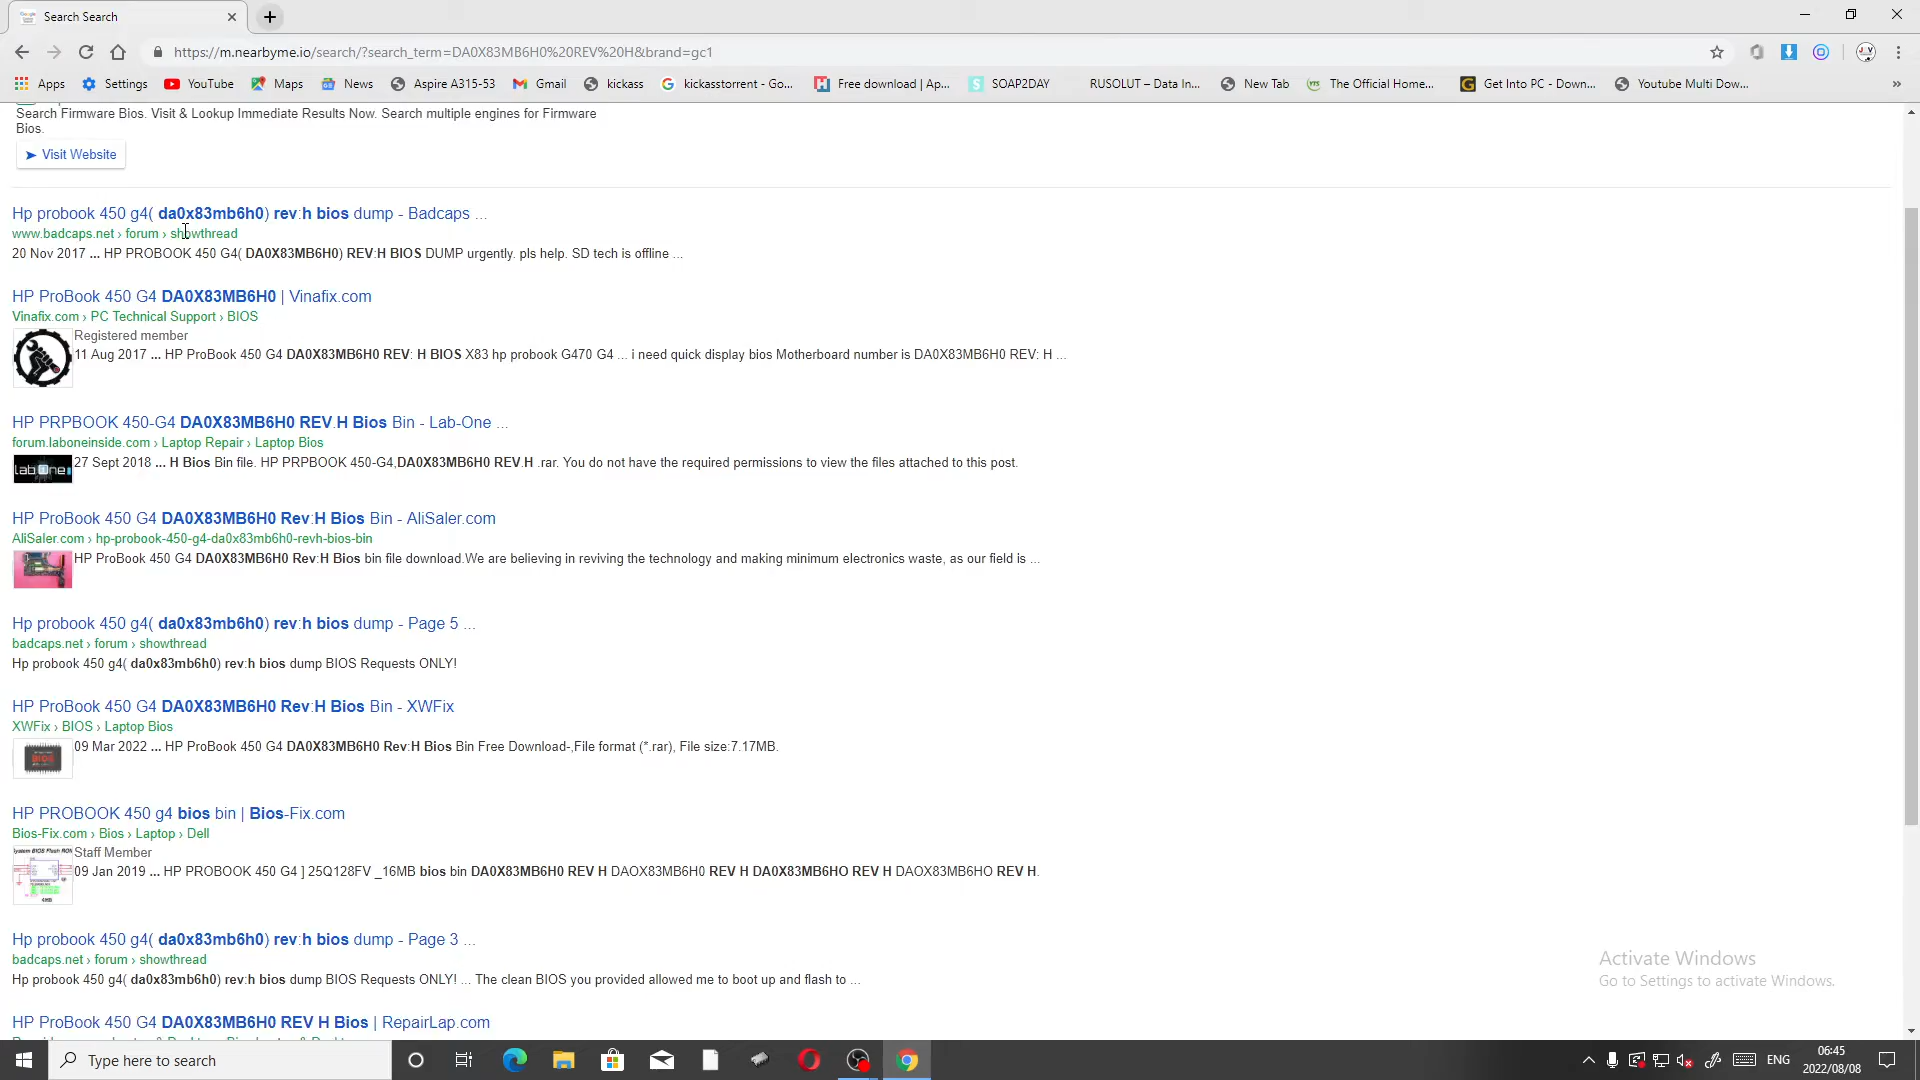 Search Search
https://m.nearbyme.io/search/?search_term=DA0X83MB6H0%20REV%20H&brand=gc1
Apps Settings YouTube Maps News Aspire A315-53 Gmail kickass kickasstorrent - Go... Free download | Ap... SOAP2DAY RUSOLUT – Data In... New Tab The Official Home... Get Into PC - Down... Youtube Multi Dow... »
Search Firmware Bios. Visit & Lookup Immediate Results Now. Search multiple engines for Firmware
Bios.
Visit Website
Hp probook 450 g4( da0x83mb6h0) rev:h bios dump - Badcaps ...
www.badcaps.net › forum › showthread
20 Nov 2017 ... HP PROBOOK 450 G4( DA0X83MB6H0) REV:H BIOS DUMP urgently. pls help. SD tech is offline ...
HP ProBook 450 G4 DA0X83MB6H0 | Vinafix.com
Vinafix.com › PC Technical Support › BIOS
Registered member
11 Aug 2017 ... HP ProBook 450 G4 DA0X83MB6H0 REV: H BIOS X83 hp probook G470 G4 ... i need quick display bios Motherboard number is DA0X83MB6H0 REV: H ...
HP PRPBOOK 450-G4 DA0X83MB6H0 REV.H Bios Bin - Lab-One ...
forum.laboneinside.com › Laptop Repair › Laptop Bios
lab One
27 Sept 2018 ... H Bios Bin file. HP PRPBOOK 450-G4,DA0X83MB6H0 REV.H .rar. You do not have the required permissions to view the files attached to this post.
HP ProBook 450 G4 DA0X83MB6H0 Rev:H Bios Bin - AliSaler.com
AliSaler.com › hp-probook-450-g4-da0x83mb6h0-revh-bios-bin
HP ProBook 450 G4 DA0X83MB6H0 Rev:H Bios bin file download.We are believing in reviving the technology and making minimum electronics waste, as our field is ...
Hp probook 450 g4( da0x83mb6h0) rev:h bios dump - Page 5 ...
badcaps.net › forum › showthread
Hp probook 450 g4( da0x83mb6h0) rev:h bios dump BIOS Requests ONLY!
HP ProBook 450 G4 DA0X83MB6H0 Rev:H Bios Bin - XWFix
XWFix › BIOS › Laptop Bios
BIOS
09 Mar 2022 ... HP ProBook 450 G4 DA0X83MB6H0 Rev:H Bios Bin Free Download-,File format (*.rar), File size:7.17MB.
HP PROBOOK 450 g4 bios bin | Bios-Fix.com
Bios-Fix.com › Bios › Laptop › Dell
Staff Member
09 Jan 2019 ... HP PROBOOK 450 G4 ] 25Q128FV _16MB bios bin DA0X83MB6H0 REV H DAOX83MB6H0 REV H DA0X83MB6HO REV H DAOX83MB6HO REV H.
Hp probook 450 g4( da0x83mb6h0) rev:h bios dump - Page 3 ...
badcaps.net › forum › showthread
Hp probook 450 g4( da0x83mb6h0) rev:h bios dump BIOS Requests ONLY! ... The clean BIOS you provided allowed me to boot up and flash to ...
HP ProBook 450 G4 DA0X83MB6H0 REV H Bios | RepairLap.com
Activate Windows
Go to Settings to activate Windows.
Type here to search
ENG
06:45
2022/08/08